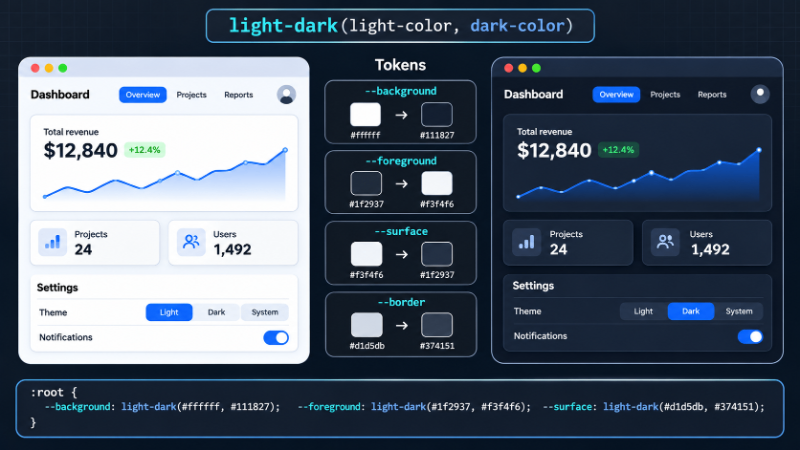 light-dark(light-color, dark-color)
Dashboard
Overview
Projects
Reports
Total revenue
$12,840
+12.4%
Projects
24
Users
1,492
Settings
Theme
Light
Dark
System
Notifications
Tokens
--background
#ffffff → #111827
--foreground
#1f2937 → #f3f4f6
--surface
#f3f4f6 → #1f2937
--border
#d1d5db → #374151
Dashboard
Overview
Projects
Reports
Total revenue
$12,840
+12.4%
Projects
24
Users
1,492
Settings
Theme
Light
Dark
System
Notifications
:root {
--background: light-dark(#ffffff, #111827); --foreground: light-dark(#1f2937, #f3f4f6); --surface: light-dark(#d1d5db, #374151);
}